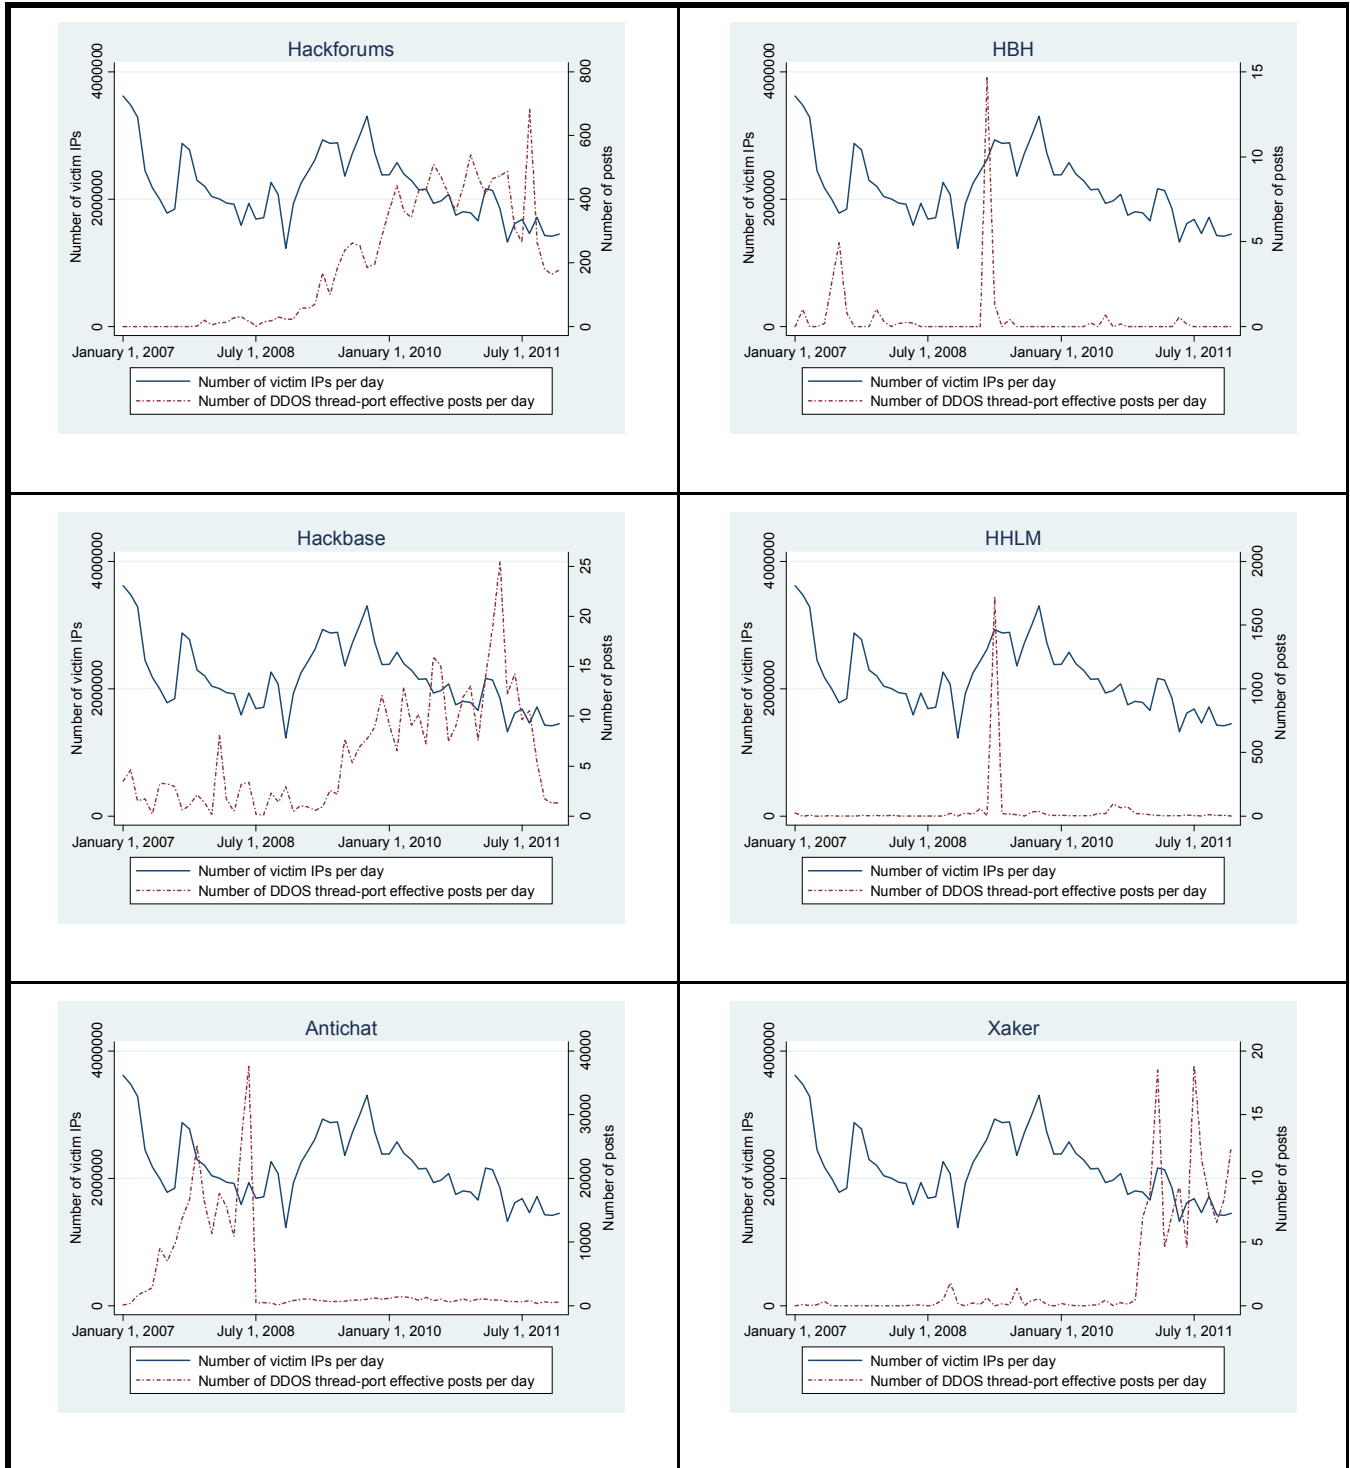 Hackforums
Number of victim IPs
0 2000000 4000000
0 200 400 600 800
Number of posts
January 1, 2007 July 1, 2008 January 1, 2010 July 1, 2011
Number of victim IPs per day
Number of DDOS thread-port effective posts per day
HBH
Number of victim IPs
0 2000000 4000000
0 5 10 15
Number of posts
January 1, 2007 July 1, 2008 January 1, 2010 July 1, 2011
Number of victim IPs per day
Number of DDOS thread-port effective posts per day
Hackbase
Number of victim IPs
0 2000000 4000000
0 5 10 15 20 25
Number of posts
January 1, 2007 July 1, 2008 January 1, 2010 July 1, 2011
Number of victim IPs per day
Number of DDOS thread-port effective posts per day
HHLM
Number of victim IPs
0 2000000 4000000
0 500 1000 1500 2000
Number of posts
January 1, 2007 July 1, 2008 January 1, 2010 July 1, 2011
Number of victim IPs per day
Number of DDOS thread-port effective posts per day
Antichat
Number of victim IPs
0 2000000 4000000
0 10000 20000 30000 40000
Number of posts
January 1, 2007 July 1, 2008 January 1, 2010 July 1, 2011
Number of victim IPs per day
Number of DDOS thread-port effective posts per day
Xaker
Number of victim IPs
0 2000000 4000000
0 5 10 15 20
Number of posts
January 1, 2007 July 1, 2008 January 1, 2010 July 1, 2011
Number of victim IPs per day
Number of DDOS thread-port effective posts per day